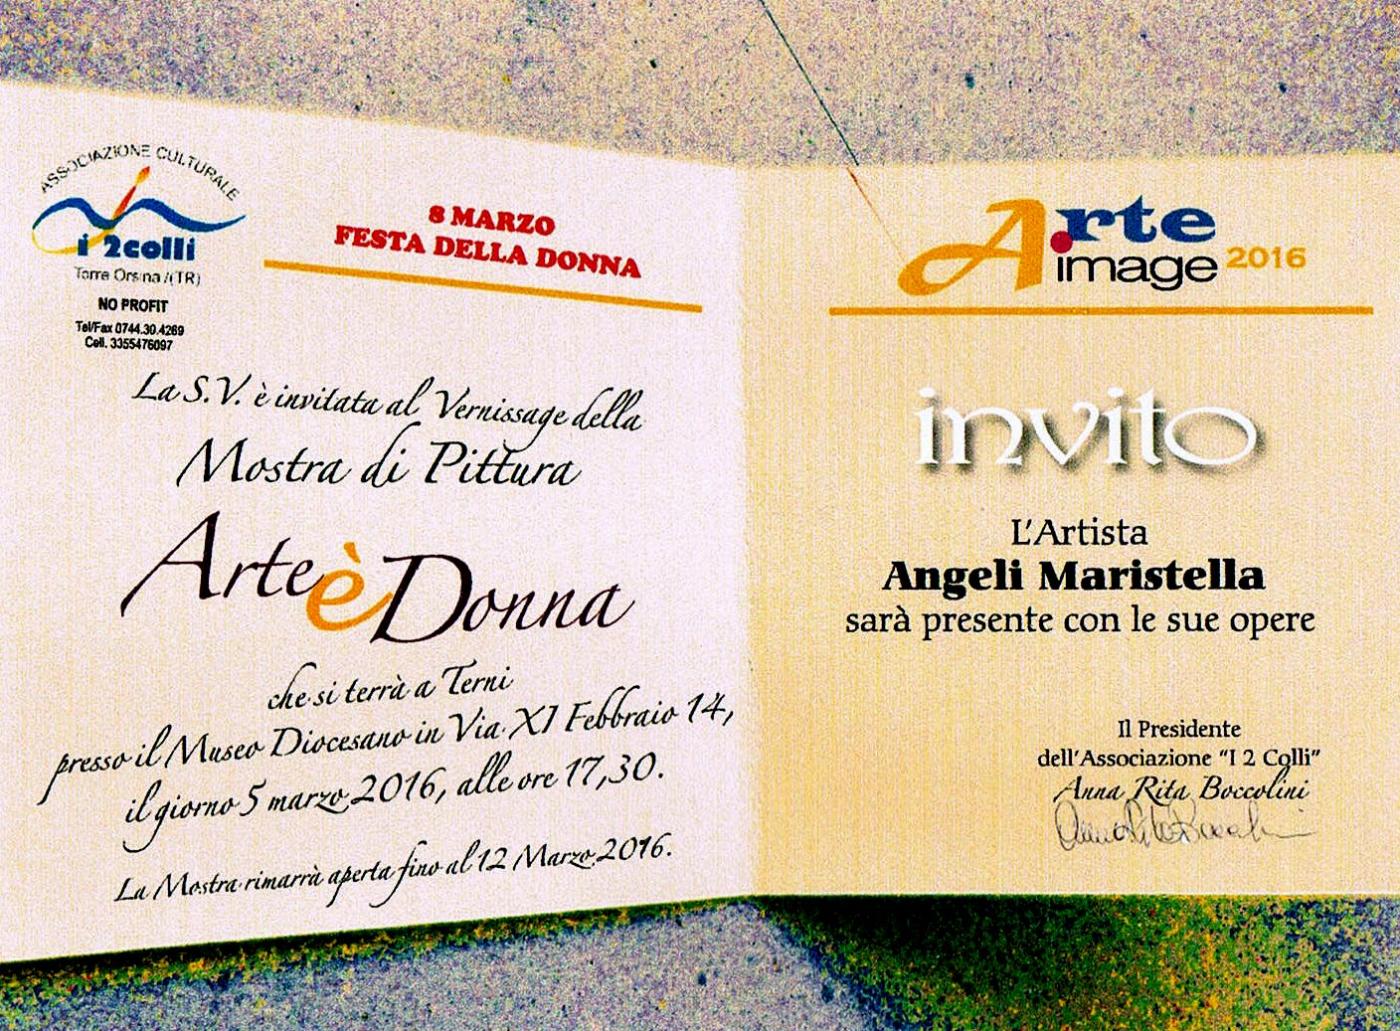 ASSOCIAZIONE CULTURALE
i 2colli
Torre Orsina /(TR)
NO PROFIT
Tel/Fax 0744.30.4269
Cell. 3355476097
8 MARZO
FESTA DELLA DONNA
La S.V. è invitata al Vernissage della
Mostra di Pittura
Arte è Donna
che si terrà a Terni
presso il Museo Diocesano in Via XI Febbraio 14,
il giorno 5 marzo 2016, alle ore 17,30.
La Mostra rimarrà aperta fino al 12 Marzo 2016.
Arte
image 2016
invito
L'Artista
Angeli Maristella
sarà presente con le sue opere
Il Presidente
dell'Associazione "I 2 Colli"
Anna Rita Boccolini